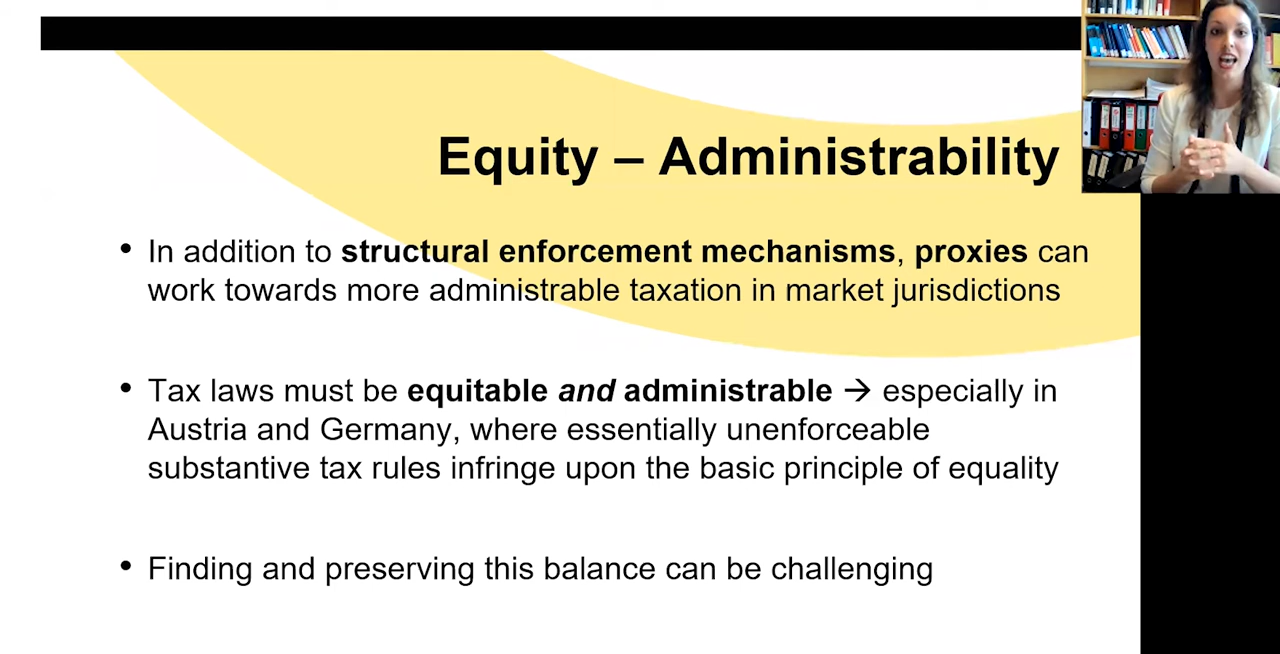 Equity – Administrability
• In addition to structural enforcement mechanisms, proxies can
work towards more administrable taxation in market jurisdictions
• Tax laws must be equitable and administrable → especially in
Austria and Germany, where essentially unenforceable
substantive tax rules infringe upon the basic principle of equality
• Finding and preserving this balance can be challenging